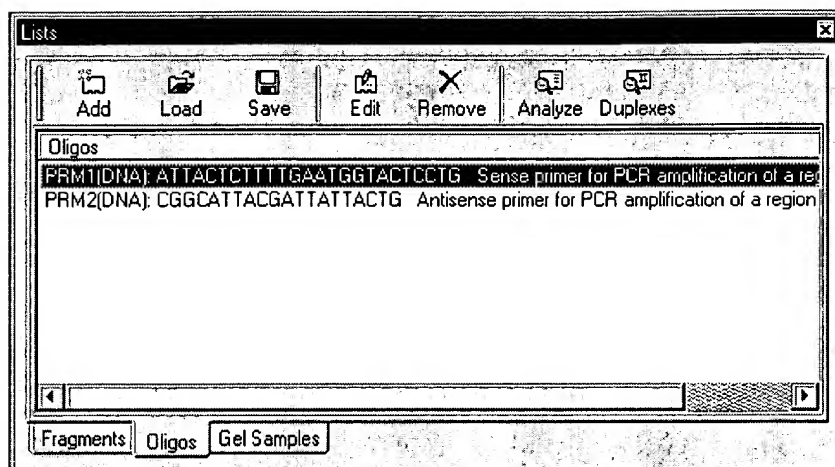 Lists
Add Load Save Edit Remove Analyze Duplexes
Oligos
PRM1(DNA): ATTACTCTTTTGAATGGTACTCCTG Sense primer for PCR amplification of a reg
PRM2(DNA): CGGCATTACGATTATTACTG Antisense primer for PCR amplification of a region
Fragments Oligos Gel Samples